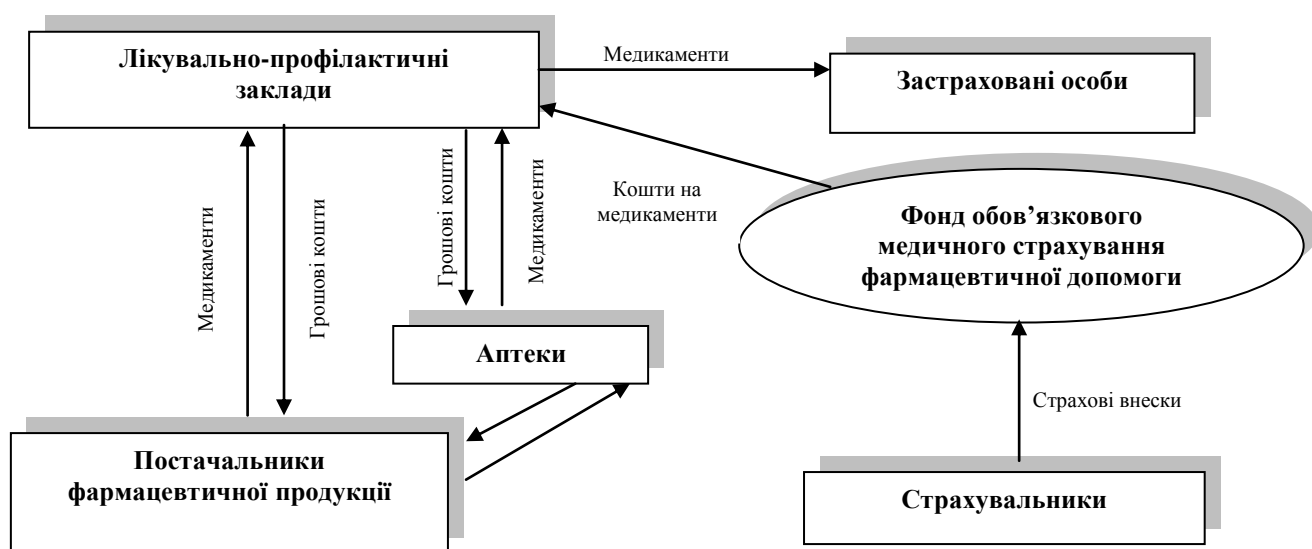 Лікувально-профілактичні
заклади
Медикаменти
Застраховані особи
Медикаменти
Грошові кошти
Грошові кошти
Медикаменти
Кошти на
медикаменти
Фонд обов’язкового
медичного страхування
фармацевтичної допомоги
Аптеки
Страхові внески
Постачальники
фармацевтичної продукції
Страхувальники